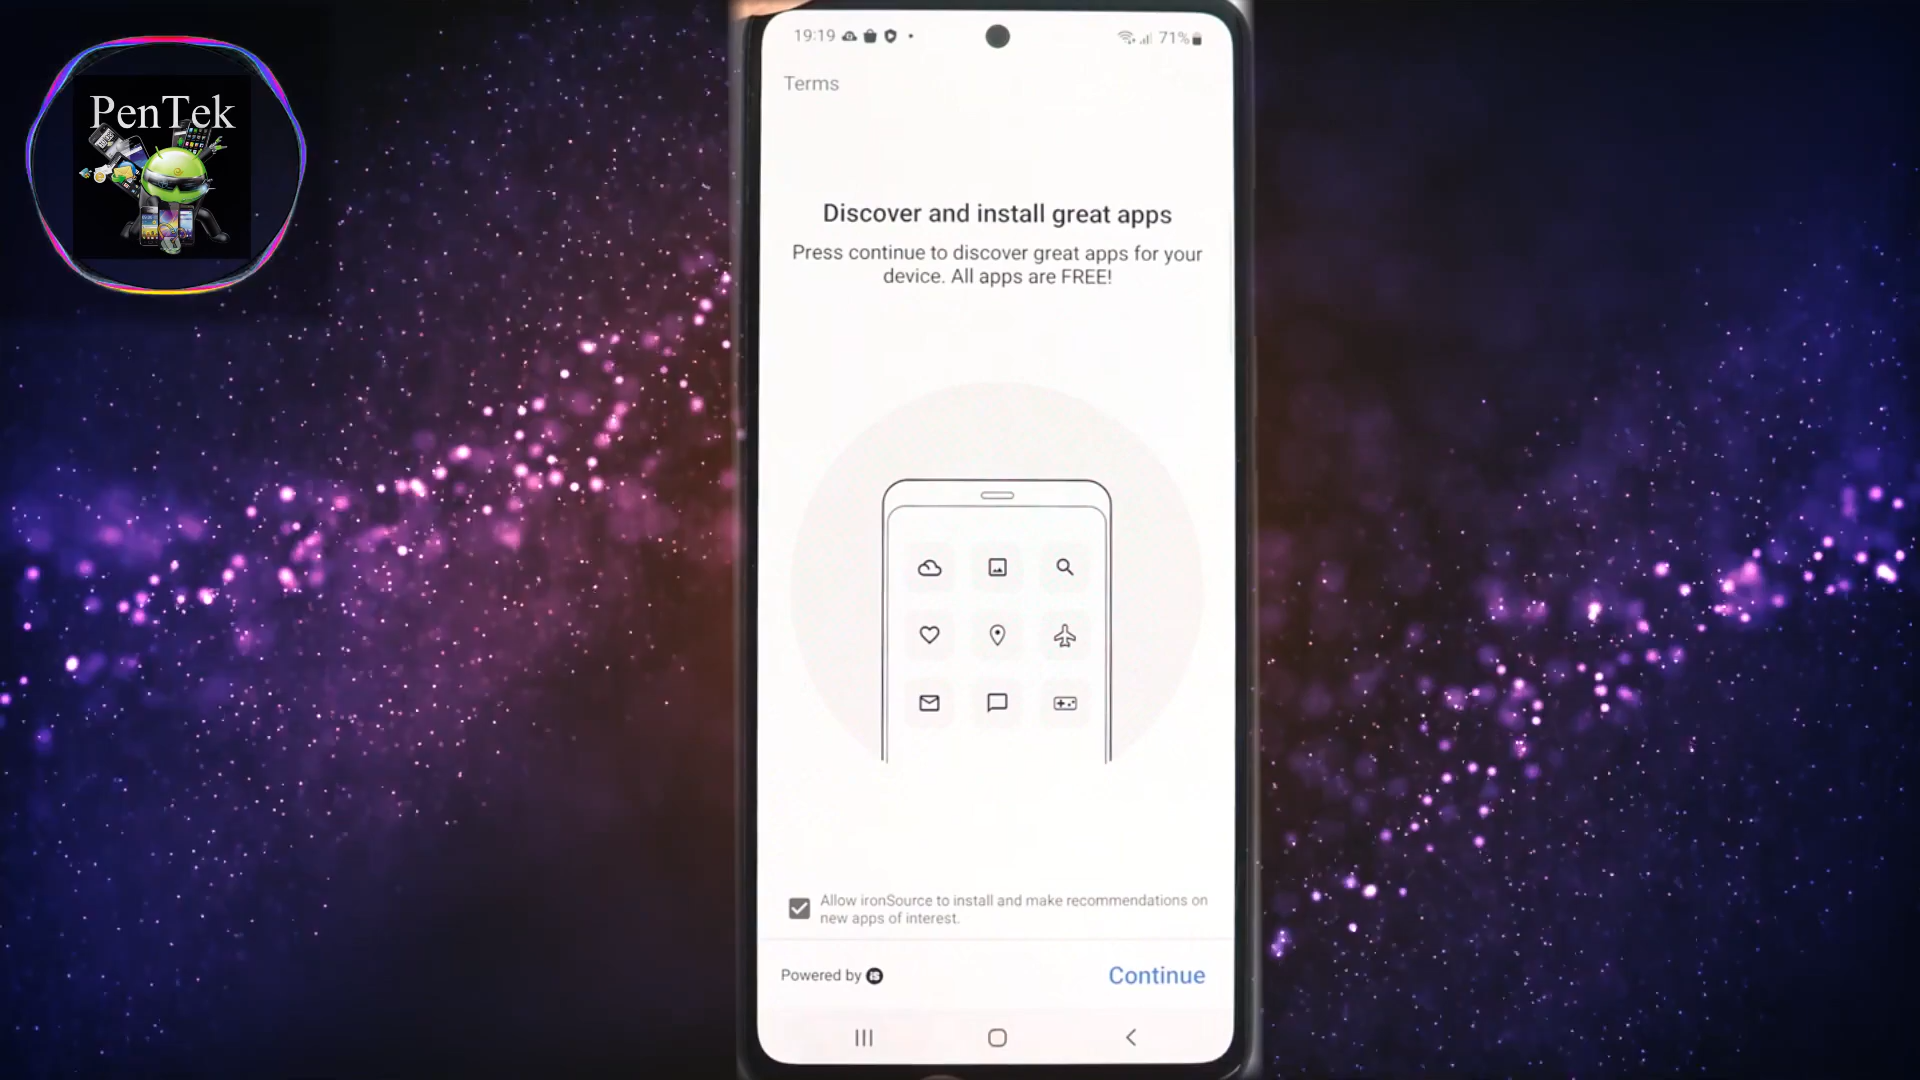 PenTek
19:19
71%
Terms
Discover and install great apps
Press continue to discover great apps for your
device. All apps are FREE!
Allow ironSource to install and make recommendations on
new apps of interest.
Powered by iS
Continue